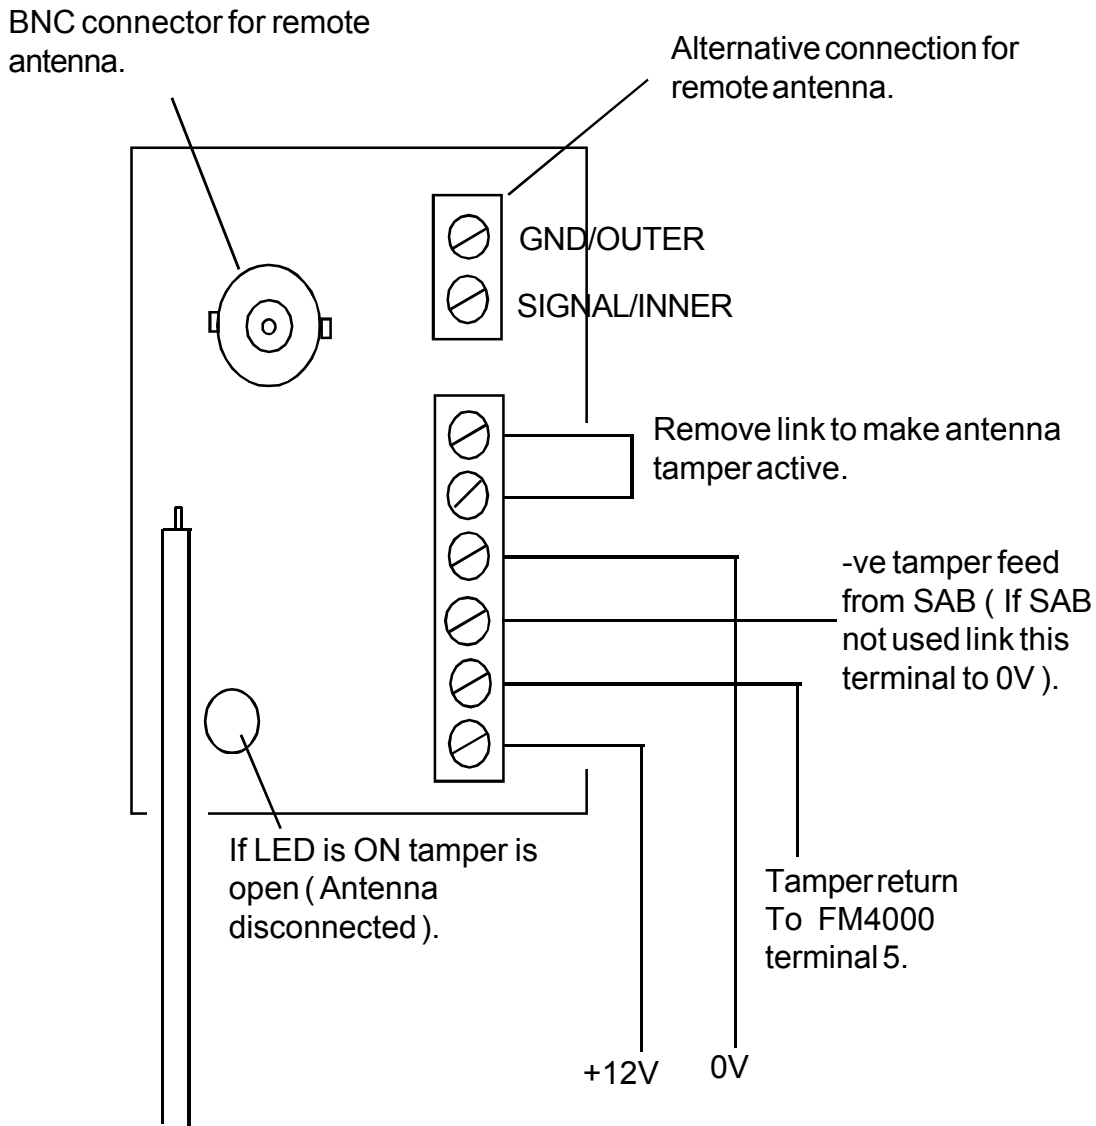 BNC connector for remote
antenna.
Alternative connection for
remote antenna.
GND/OUTER
SIGNAL/INNER
Remove link to make antenna
tamper active.
-ve tamper feed
from SAB ( If SAB
not used link this
terminal to 0V ).
If LED is ON tamper is
open ( Antenna
disconnected ).
Tamper return
To FM4000
terminal 5.
+12V
0V